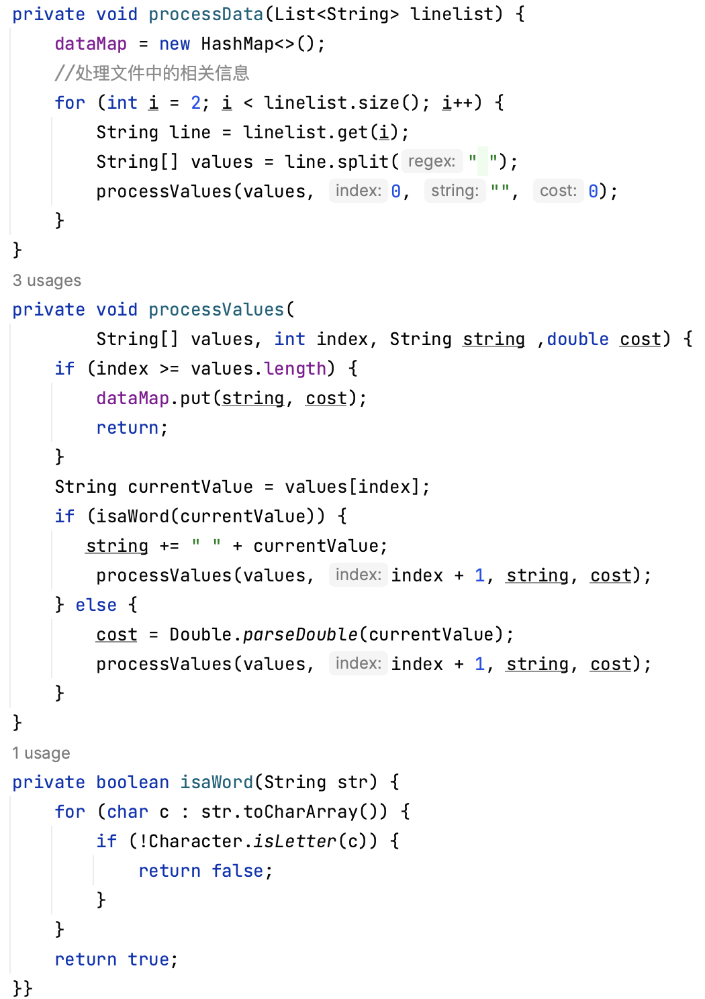 private void processData(List<String> linelist) {
    dataMap = new HashMap<>();
    //处理文件中的相关信息
    for (int i = 2; i < linelist.size(); i++) {
        String line = linelist.get(i);
        String[] values = line.split( regex: " ");
        processValues(values,  index: 0,  string: "",  cost: 0);
    }
}
3 usages
private void processValues(
        String[] values, int index, String string ,double cost) {
    if (index >= values.length) {
        dataMap.put(string, cost);
        return;
    }
    String currentValue = values[index];
    if (isaWord(currentValue)) {
       string += " " + currentValue;
        processValues(values,  index: index + 1, string, cost);
    } else {
        cost = Double.parseDouble(currentValue);
        processValues(values,  index: index + 1, string, cost);
    }
}
1 usage
private boolean isaWord(String str) {
    for (char c : str.toCharArray()) {
        if (!Character.isLetter(c)) {
            return false;
        }
    }
    return true;
}}